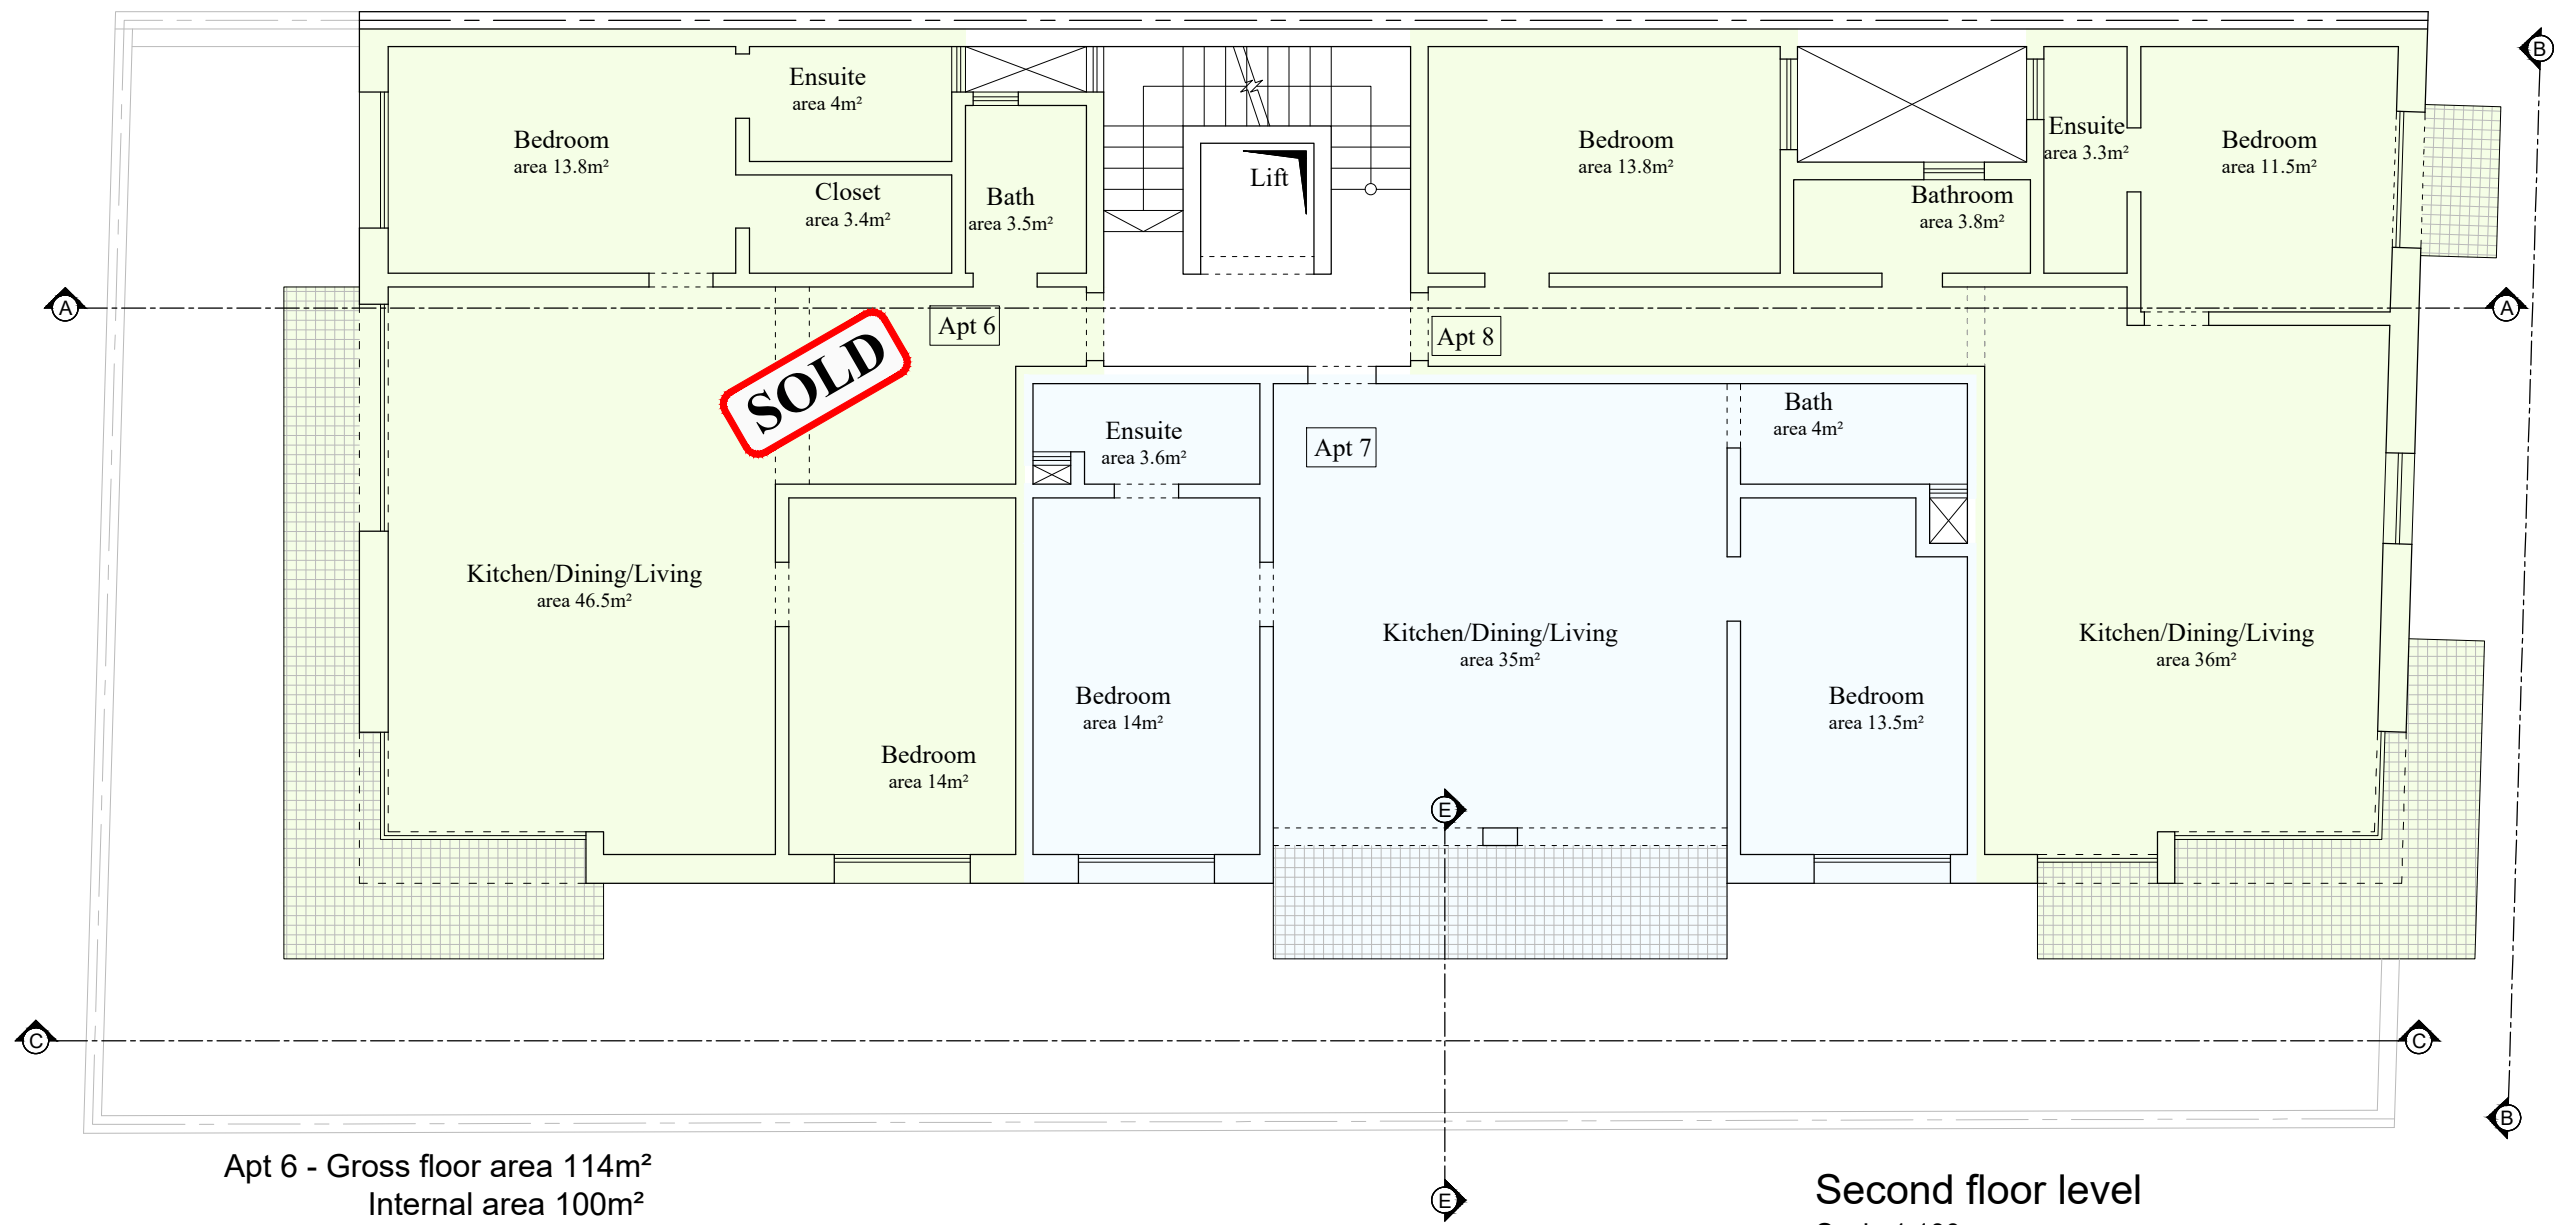 Bedroom
area 13.8m²
Ensuite
area 4m²
Closet
area 3.4m²
Bath
area 3.5m²
Lift
Bedroom
area 13.8m²
Bathroom
area 3.8m²
Ensuite
area 3.3m²
Bedroom
area 11.5m²
B
A
A
SOLD
Apt 6
Apt 8
Apt 7
Ensuite
area 3.6m²
Bath
area 4m²
Kitchen/Dining/Living
area 46.5m²
Bedroom
area 14m²
Bedroom
area 14m²
Kitchen/Dining/Living
area 35m²
Bedroom
area 13.5m²
Kitchen/Dining/Living
area 36m²
E
C
C
B
E
Apt 6 - Gross floor area 114m²
Internal area 100m²
Second floor level